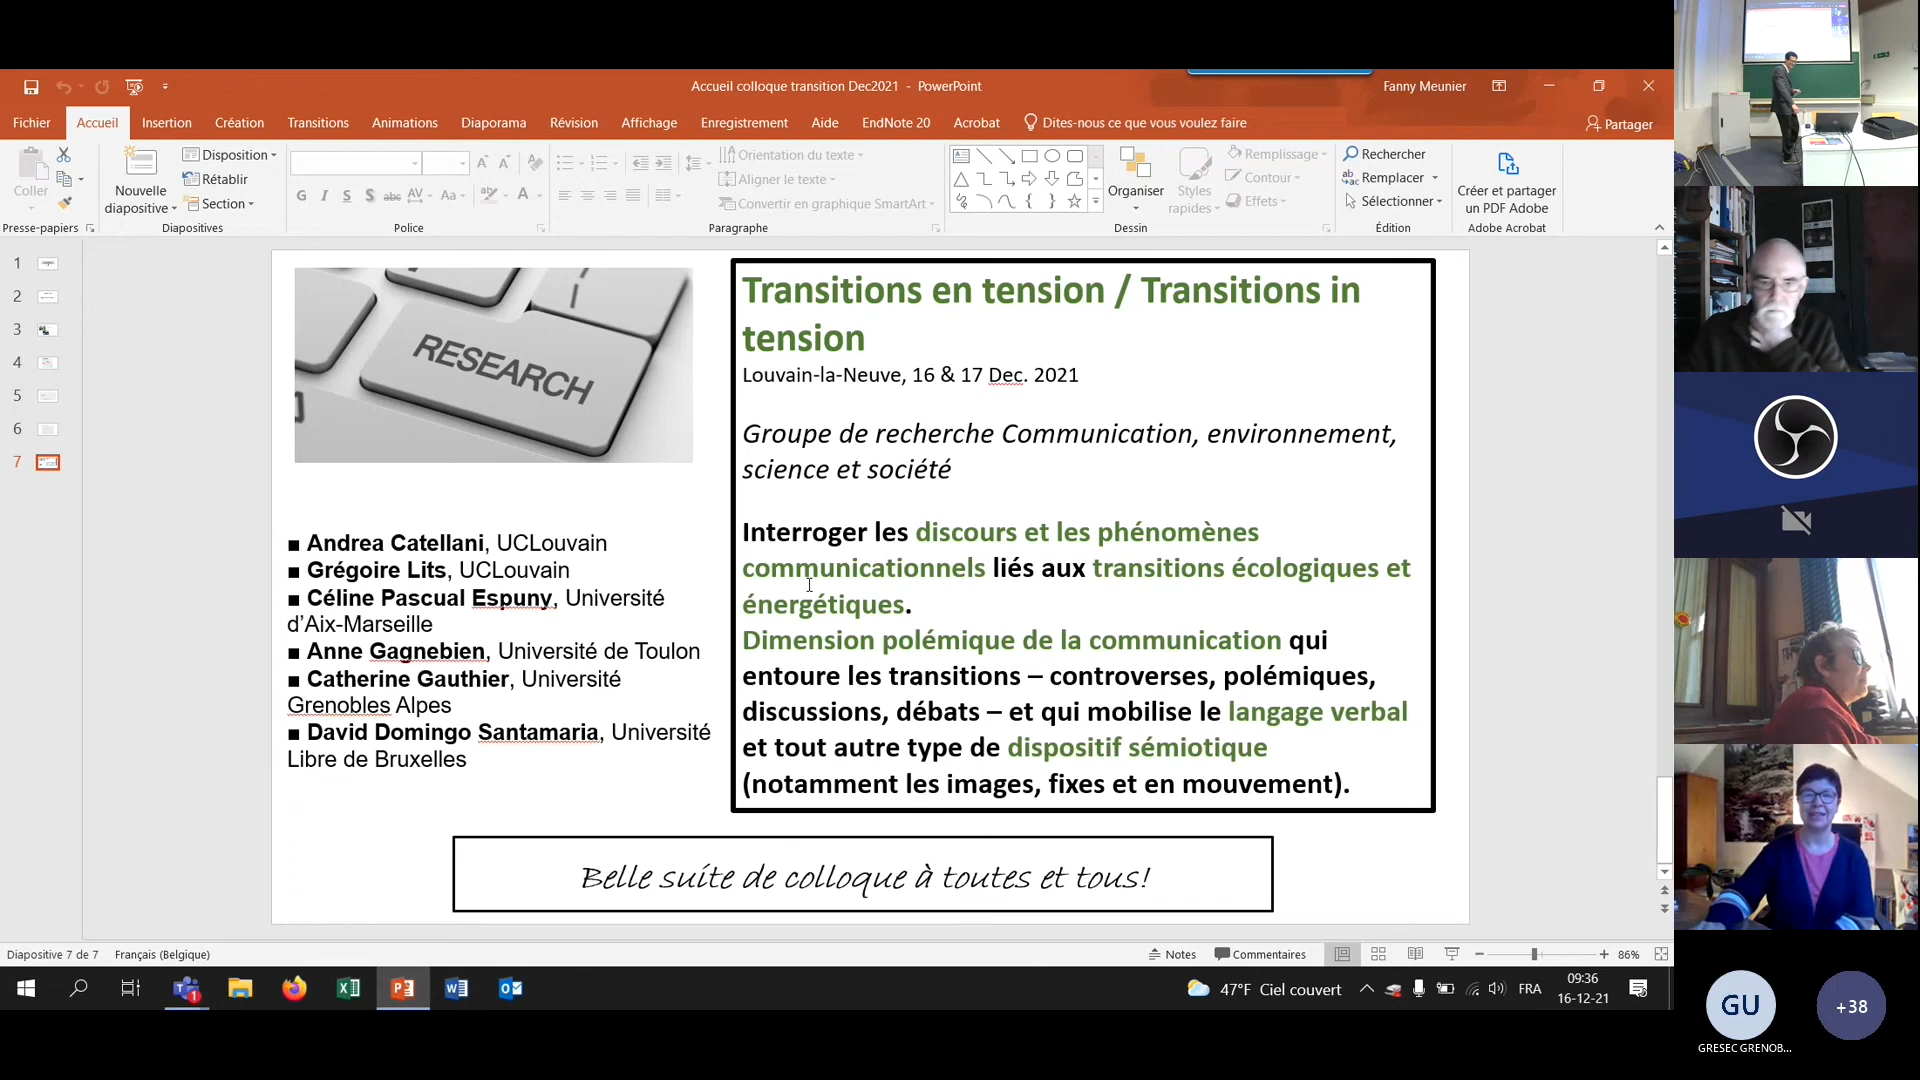 Accueil colloque transition Dec2021 - PowerPoint
Fanny Meunier
Fichier
Accueil
Insertion
Création
Transitions
Animations
Diaporama
Révision
Affichage
Enregistrement
Aide
EndNote 20
Acrobat
Dites-nous ce que vous voulez faire
Partager
Coller
Nouvelle
diapositive
Disposition
Rétablir
Section
G I S S abc AV Aa
Orientation du texte
Aligner le texte
Convertir en graphique SmartArt
Organiser
Styles
rapides
Remplissage
Contour
Effets
Rechercher
Remplacer
Sélectionner
Créer et partager
un PDF Adobe
Presse-papiers
Diapositives
Police
Paragraphe
Dessin
Édition
Adobe Acrobat
1
2
3
4
5
6
7
RESEARCH
■ Andrea Catellani, UCLouvain
■ Grégoire Lits, UCLouvain
■ Céline Pascual Espuny, Université
d’Aix-Marseille
■ Anne Gagnebien, Université de Toulon
■ Catherine Gauthier, Université
Grenobles Alpes
■ David Domingo Santamaria, Université
Libre de Bruxelles
Transitions en tension / Transitions in
tension
Louvain-la-Neuve, 16 & 17 Dec. 2021
Groupe de recherche Communication, environnement,
science et société
Interroger les discours et les phénomènes
communicationnels liés aux transitions écologiques et
énergétiques.
Dimension polémique de la communication qui
entoure les transitions – controverses, polémiques,
discussions, débats – et qui mobilise le langage verbal
et tout autre type de dispositif sémiotique
(notamment les images, fixes et en mouvement).
Belle suite de colloque à toutes et tous!
Diapositive 7 de 7
Français (Belgique)
Notes
Commentaires
86%
47°F Ciel couvert
FRA
09:36
16-12-21
GU
GRESEC GRENOB...
+38